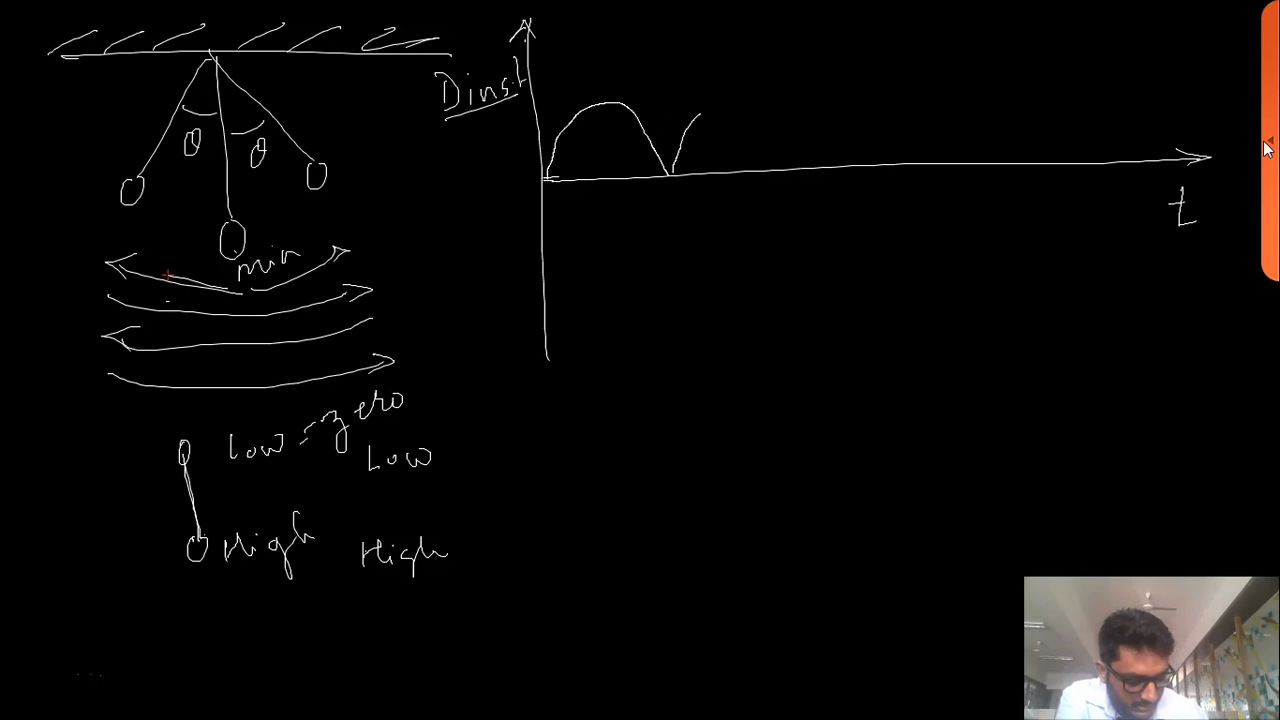 Dinst
θ θ
min
t
Low = zero
Low
High High